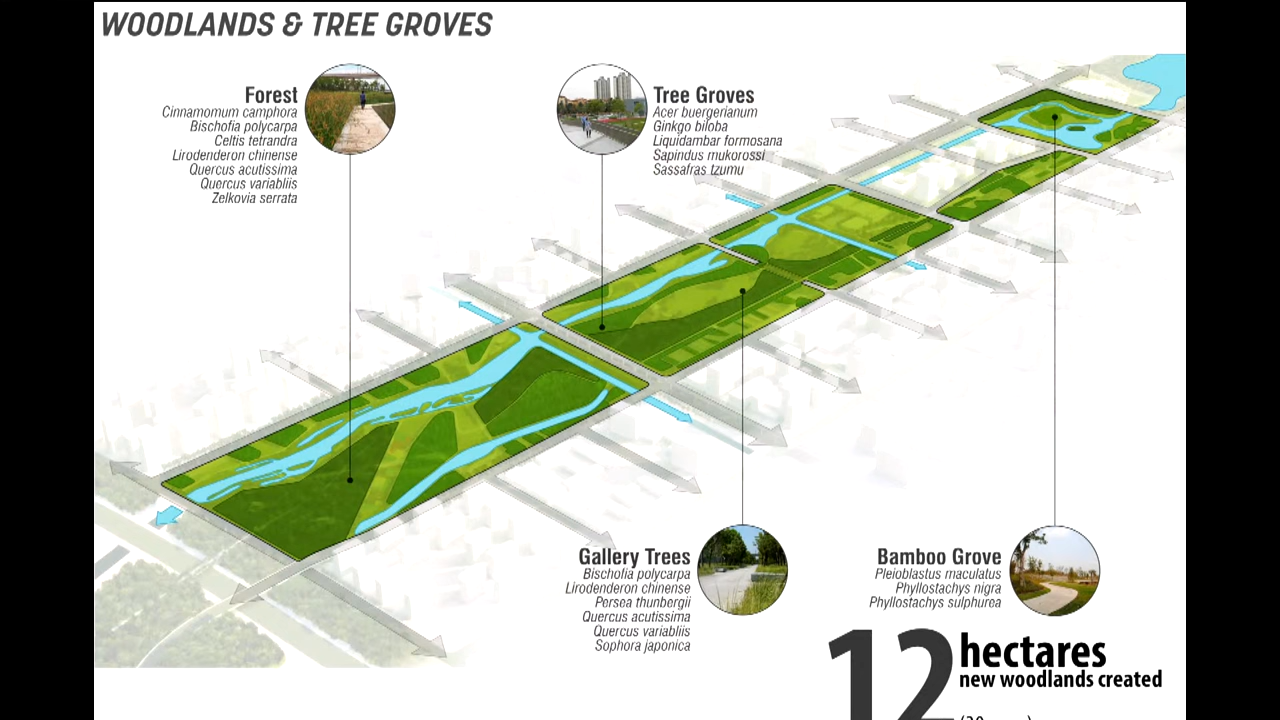 WOODLANDS & TREE GROVES
Forest
Cinnamomum camphora
Bischofia polycarpa
Celtis tetrandra
Lirodenderon chinense
Quercus acutissima
Quercus variabliis
Zelkovia serrata
Tree Groves
Acer buergerianum
Ginkgo biloba
Liquidambar formosana
Sapindus mukorossi
Sassafras tzumu
Gallery Trees
Bischofia polycarpa
Lirodenderon chinense
Persea thunbergii
Quercus acutissima
Quercus variabliis
Sophora japonica
Bamboo Grove
Pleioblastus maculatus
Phyllostachys nigra
Phyllostachys sulphurea
12 hectares
new woodlands created